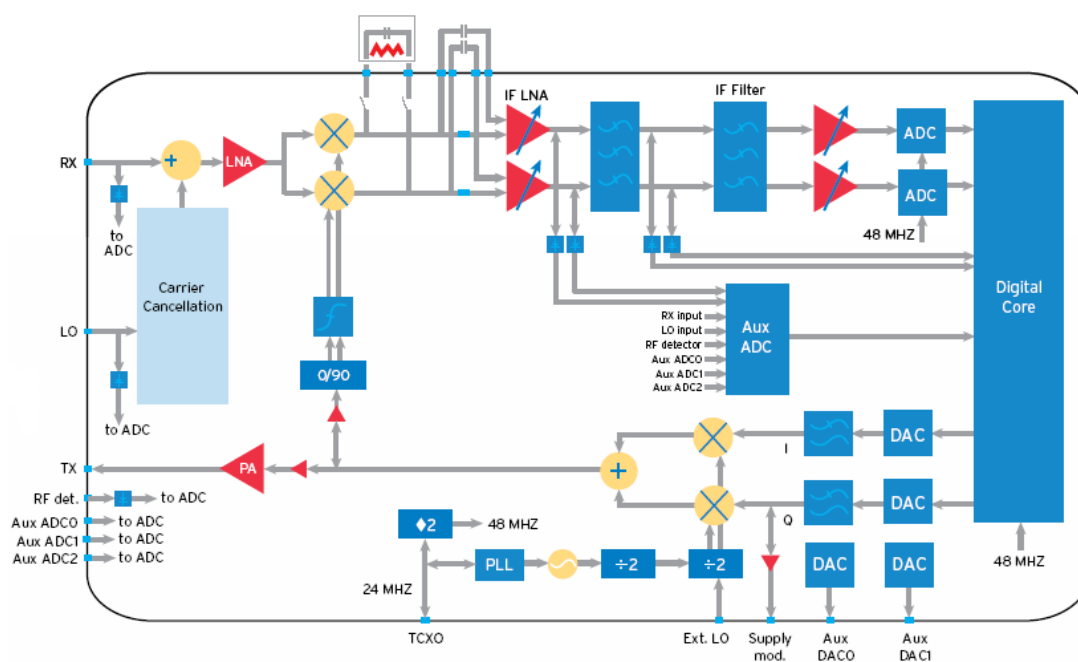 IF LNA
IF Filter
RX
+
LNA
ADC
ADC
to
ADC
48 MHZ
Carrier
Cancellation
Digital
Core
LO
RX input
LO input
RF detector
Aux ADC0
Aux ADC1
Aux ADC2
Aux
ADC
0/90
to ADC
I
DAC
TX
PA
+
RF det.
to ADC
Q
DAC
Aux ADC0
to ADC
Aux ADC1
to ADC
Aux ADC2
to ADC
♦2
48 MHZ
PLL
÷2
÷2
DAC
DAC
48 MHZ
24 MHZ
TCXO
Ext. LO
Supply
mod.
Aux
DAC0
Aux
DAC1